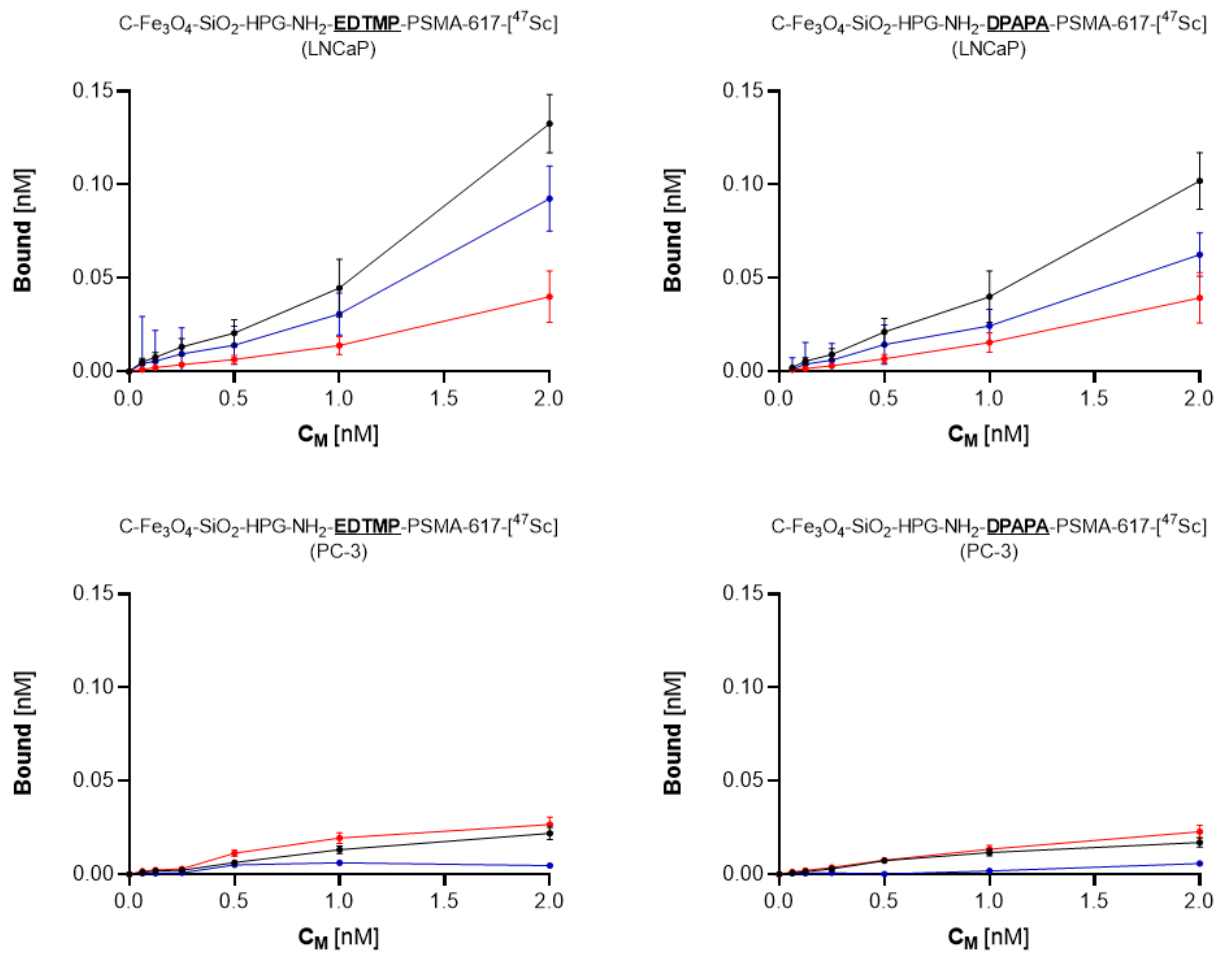 C-Fe₃O₄-SiO₂-HPG-NH₂-EDTMP-PSMA-617-[⁴⁷Sc]
(LNCaP)
0.15
0.10
0.05
0.00
Bound [nM]
0.0 0.5 1.0 1.5 2.0
C_M [nM]
C-Fe₃O₄-SiO₂-HPG-NH₂-DPAPA-PSMA-617-[⁴⁷Sc]
(LNCaP)
0.15
0.10
0.05
0.00
Bound [nM]
0.0 0.5 1.0 1.5 2.0
C_M [nM]
C-Fe₃O₄-SiO₂-HPG-NH₂-EDTMP-PSMA-617-[⁴⁷Sc]
(PC-3)
0.15
0.10
0.05
0.00
Bound [nM]
0.0 0.5 1.0 1.5 2.0
C_M [nM]
C-Fe₃O₄-SiO₂-HPG-NH₂-DPAPA-PSMA-617-[⁴⁷Sc]
(PC-3)
0.15
0.10
0.05
0.00
Bound [nM]
0.0 0.5 1.0 1.5 2.0
C_M [nM]